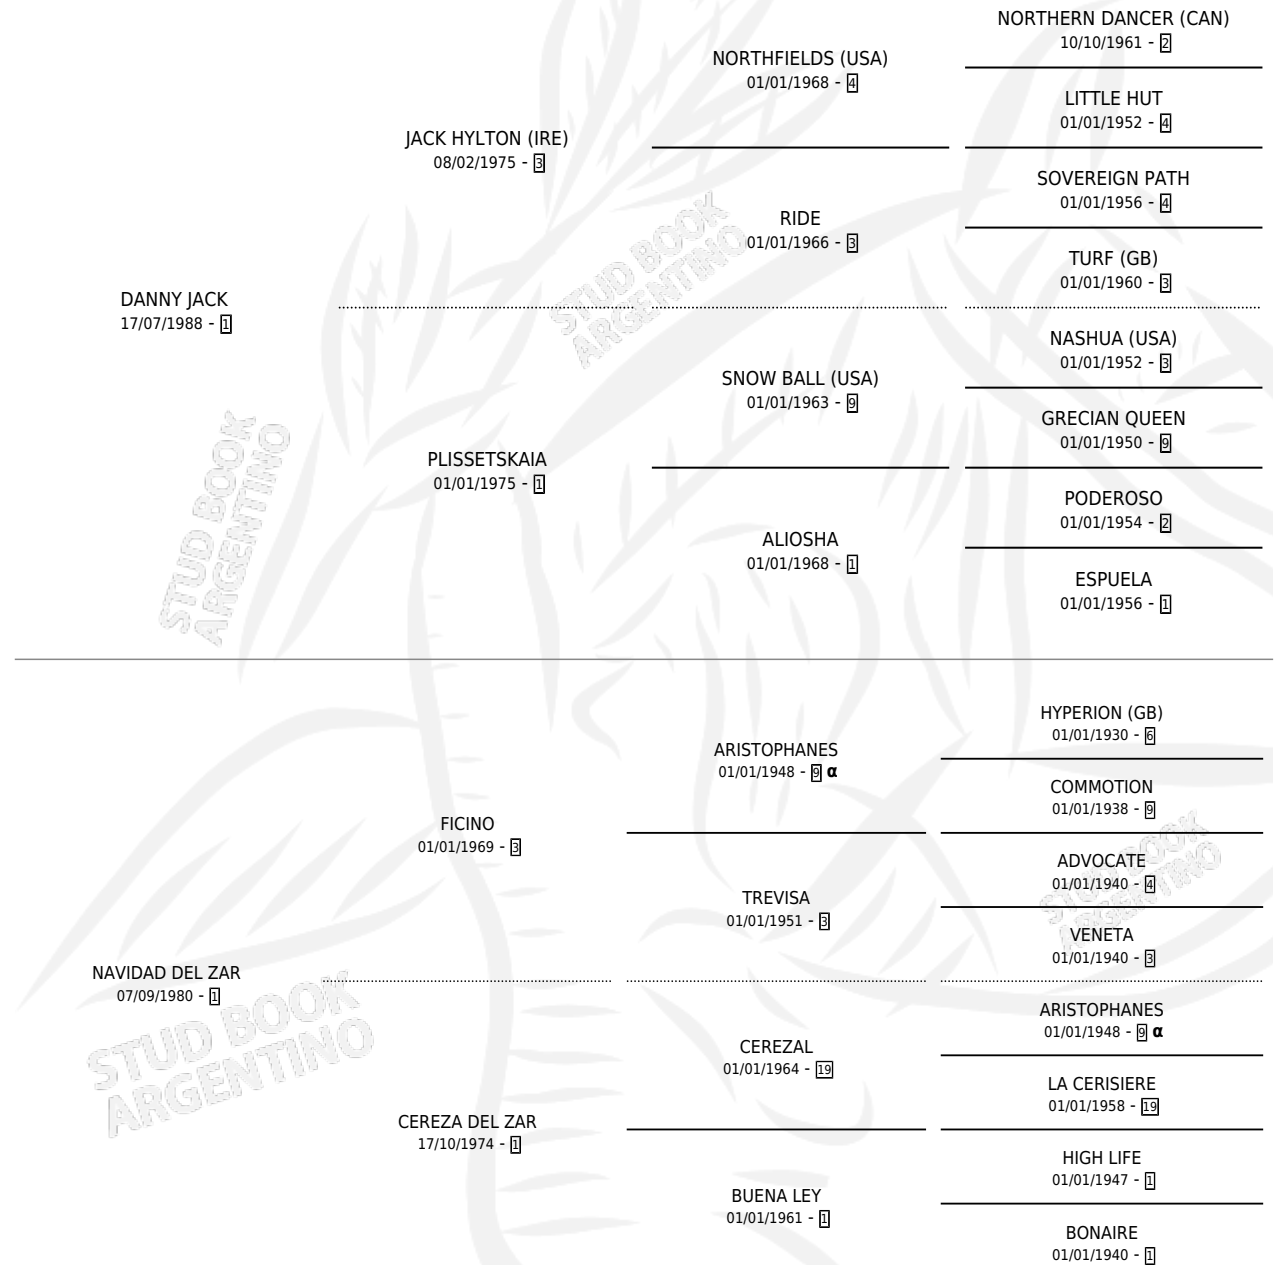 NORTHERN DANCER (CAN)
10/10/1961 - 2
NORTHFIELDS (USA)
01/01/1968 - 4
LITTLE HUT
01/01/1952 - 4
JACK HYLTON (IRE)
08/02/1975 - 3
SOVEREIGN PATH
01/01/1956 - 4
RIDE
01/01/1966 - 3
TURF (GB)
01/01/1960 - 3
STUD BOOK
ARGENTINO
DANNY JACK
17/07/1988 - 1
NASHUA (USA)
01/01/1952 - 3
SNOW BALL (USA)
01/01/1963 - 9
GRECIAN QUEEN
01/01/1950 - 9
PLISSETSKAIA
01/01/1975 - 1
PODEROSO
01/01/1954 - 2
ALIOSHA
01/01/1968 - 1
ESPUELA
01/01/1956 - 1
STUD BOOK
ARGENTINO
HYPERION (GB)
01/01/1930 - 6
ARISTOPHANES
01/01/1948 - 9 α
COMMOTION
01/01/1938 - 9
FICINO
01/01/1969 - 3
ADVOCATE
01/01/1940 - 4
STUD BOOK
ARGENTINO
TREVISA
01/01/1951 - 3
VENETA
01/01/1940 - 3
NAVIDAD DEL ZAR
07/09/1980 - 1
ARISTOPHANES
01/01/1948 - 9 α
STUD BOOK
ARGENTINO
CEREZAL
01/01/1964 - 19
LA CERISIERE
01/01/1958 - 19
CEREZA DEL ZAR
17/10/1974 - 1
HIGH LIFE
01/01/1947 - 1
BUENA LEY
01/01/1961 - 1
BONAIRE
01/01/1940 - 1